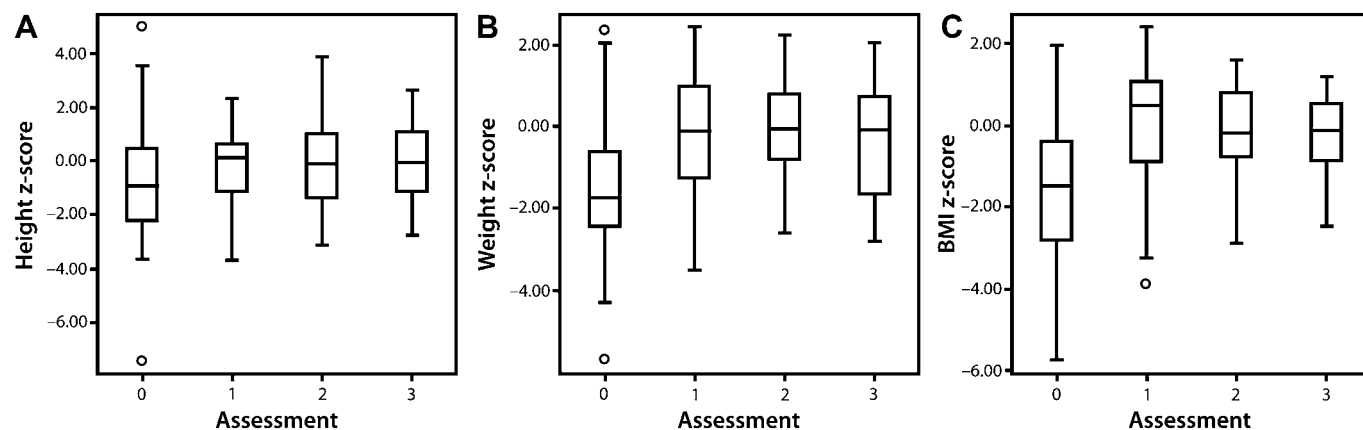 A
Height z-score
4.00
2.00
0.00
−2.00
−4.00
−6.00
0 1 2 3
Assessment
B
Weight z-score
2.00
0.00
−2.00
−4.00
0 1 2 3
Assessment
C
BMI z-score
2.00
0.00
−2.00
−4.00
−6.00
0 1 2 3
Assessment